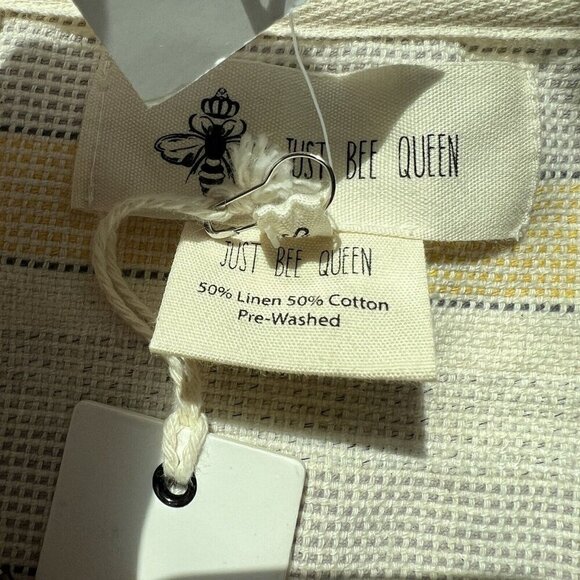 JUST BEE QUEEN
JUST BEE QUEEN
50% Linen 50% Cotton
Pre-Washed